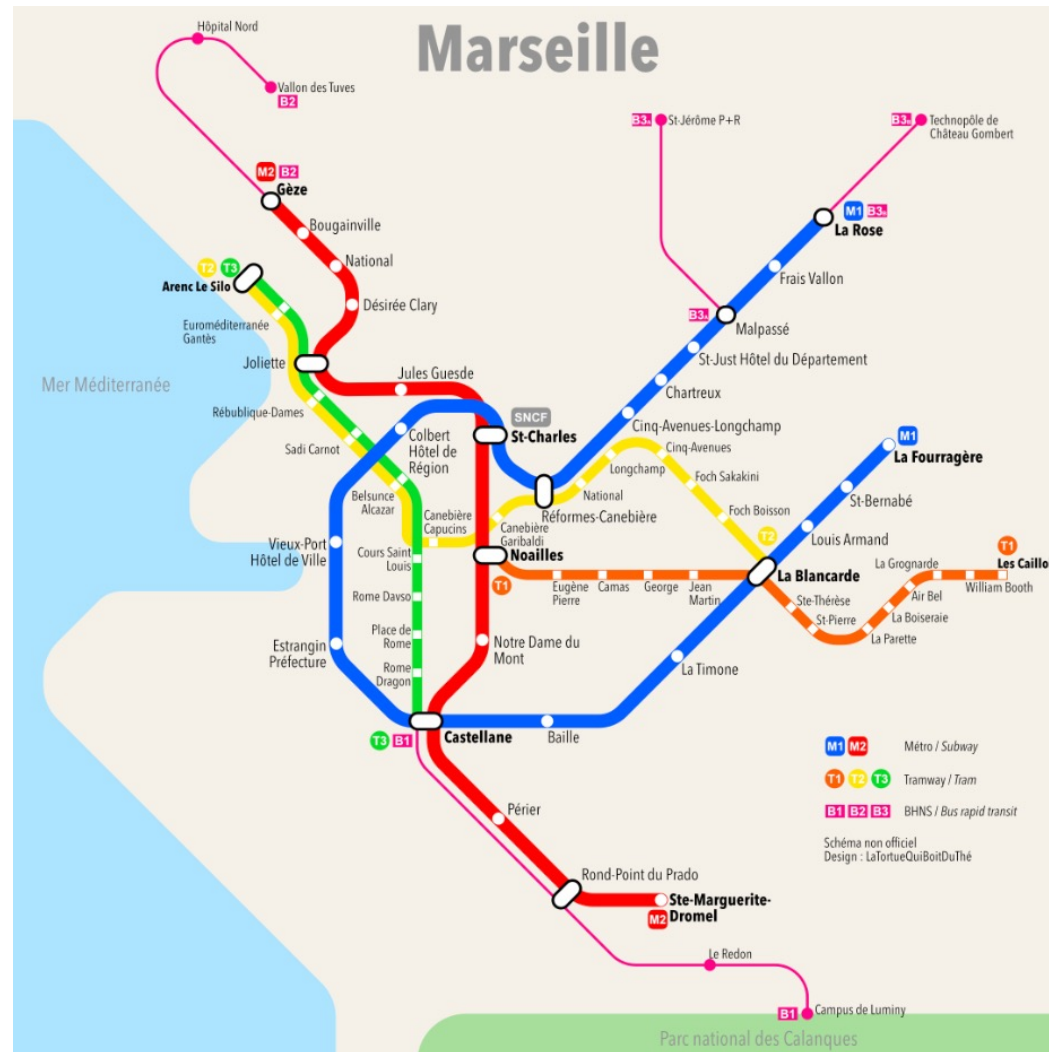 Marseille
Hôpital Nord
Vallon des Tuves
B2
B3B
St-Jérôme P+R
B3B
Technopôle de
Château Gombert
M2 B2
Gèze
Bougainville
National
Désirée Clary
M1 B3B
La Rose
Frais Vallon
T2 T3
Arenc Le Silo
Euroméditerranée
Gantès
B3A
Malpassé
St-Just Hôtel du Département
Joliette
Jules Guesde
Chartreux
Mer Méditerranée
Rébublique-Dames
SNCF
St-Charles
Cinq-Avenues-Longchamp
Colbert
Hôtel de
Région
Cinq-Avenues
M1
La Fourragère
Sadi Carnot
Longchamp
Foch Sakakini
National
St-Bernabé
Belsunce
Alcazar
Canebière
Capucins
Canebière
Garibaldi
Réformes-Canebière
Foch Boisson
T2
Louis Armand
Vieux-Port
Hôtel de Ville
Cours Saint
Louis
Noailles
T1
La Blancarde
T1
Les Caillo
La Grognarde
Eugène
Pierre
Camas
George
Jean
Martin
William Booth
Air Bel
Ste-Thérèse
St-Pierre
La Boiseraie
La Parette
Rome Davso
Place de
Rome
Estrangin
Préfecture
Notre Dame du
Mont
Rome
Dragon
La Timone
T3 B1
Castellane
Baille
M1 M2
Métro / Subway
T1 T2 T3
Tramway / Tram
B1 B2 B3
BHNS / Bus rapid transit
Schéma non officiel
Design : LaTortueQuiBoitDuThé
Périer
Rond-Point du Prado
Ste-Marguerite-
Dromel
M2
Le Redon
B1
Campus de Luminy
Parc national des Calanques